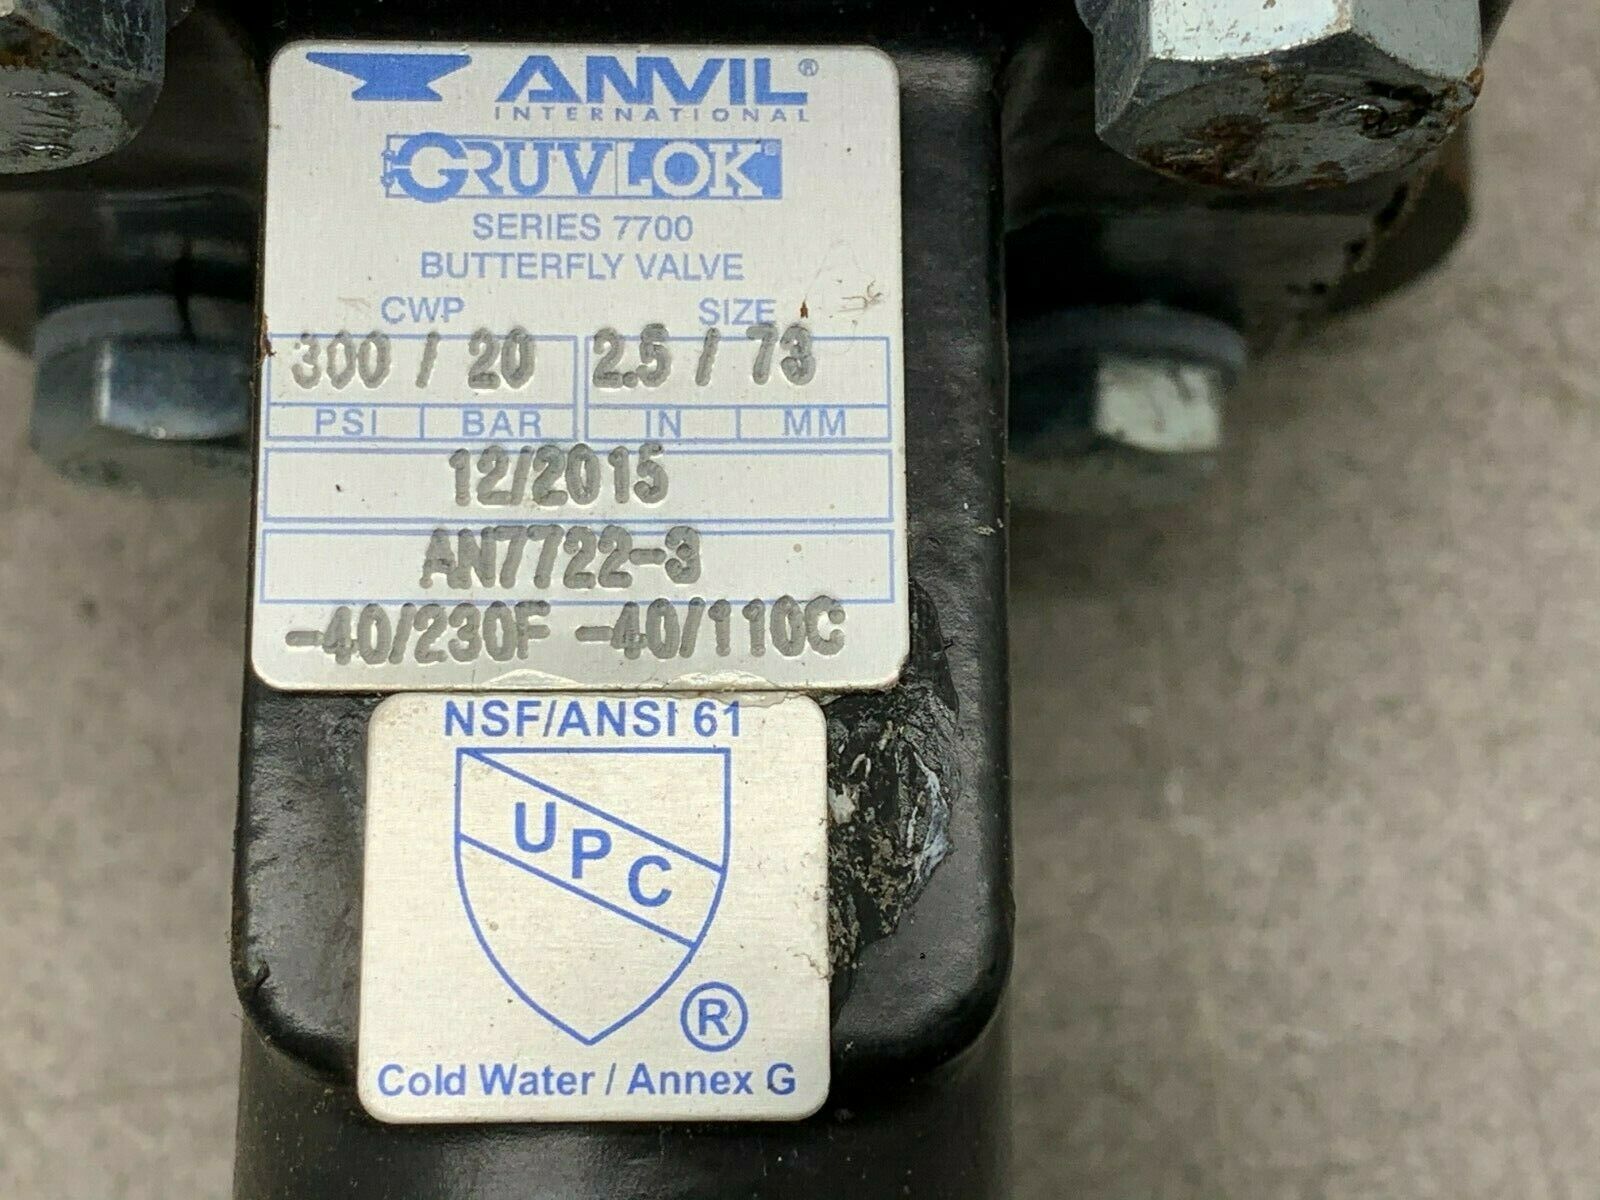 ANVIL®
INTERNATIONAL
GRUVLOK®
SERIES 7700
BUTTERFLY VALVE
CWP SIZE
300 / 20 2.5 / 73
PSI BAR IN MM
12/2015
AN7722-3
-40/230F -40/110C
NSF/ANSI 61
UPC
®
Cold Water / Annex G